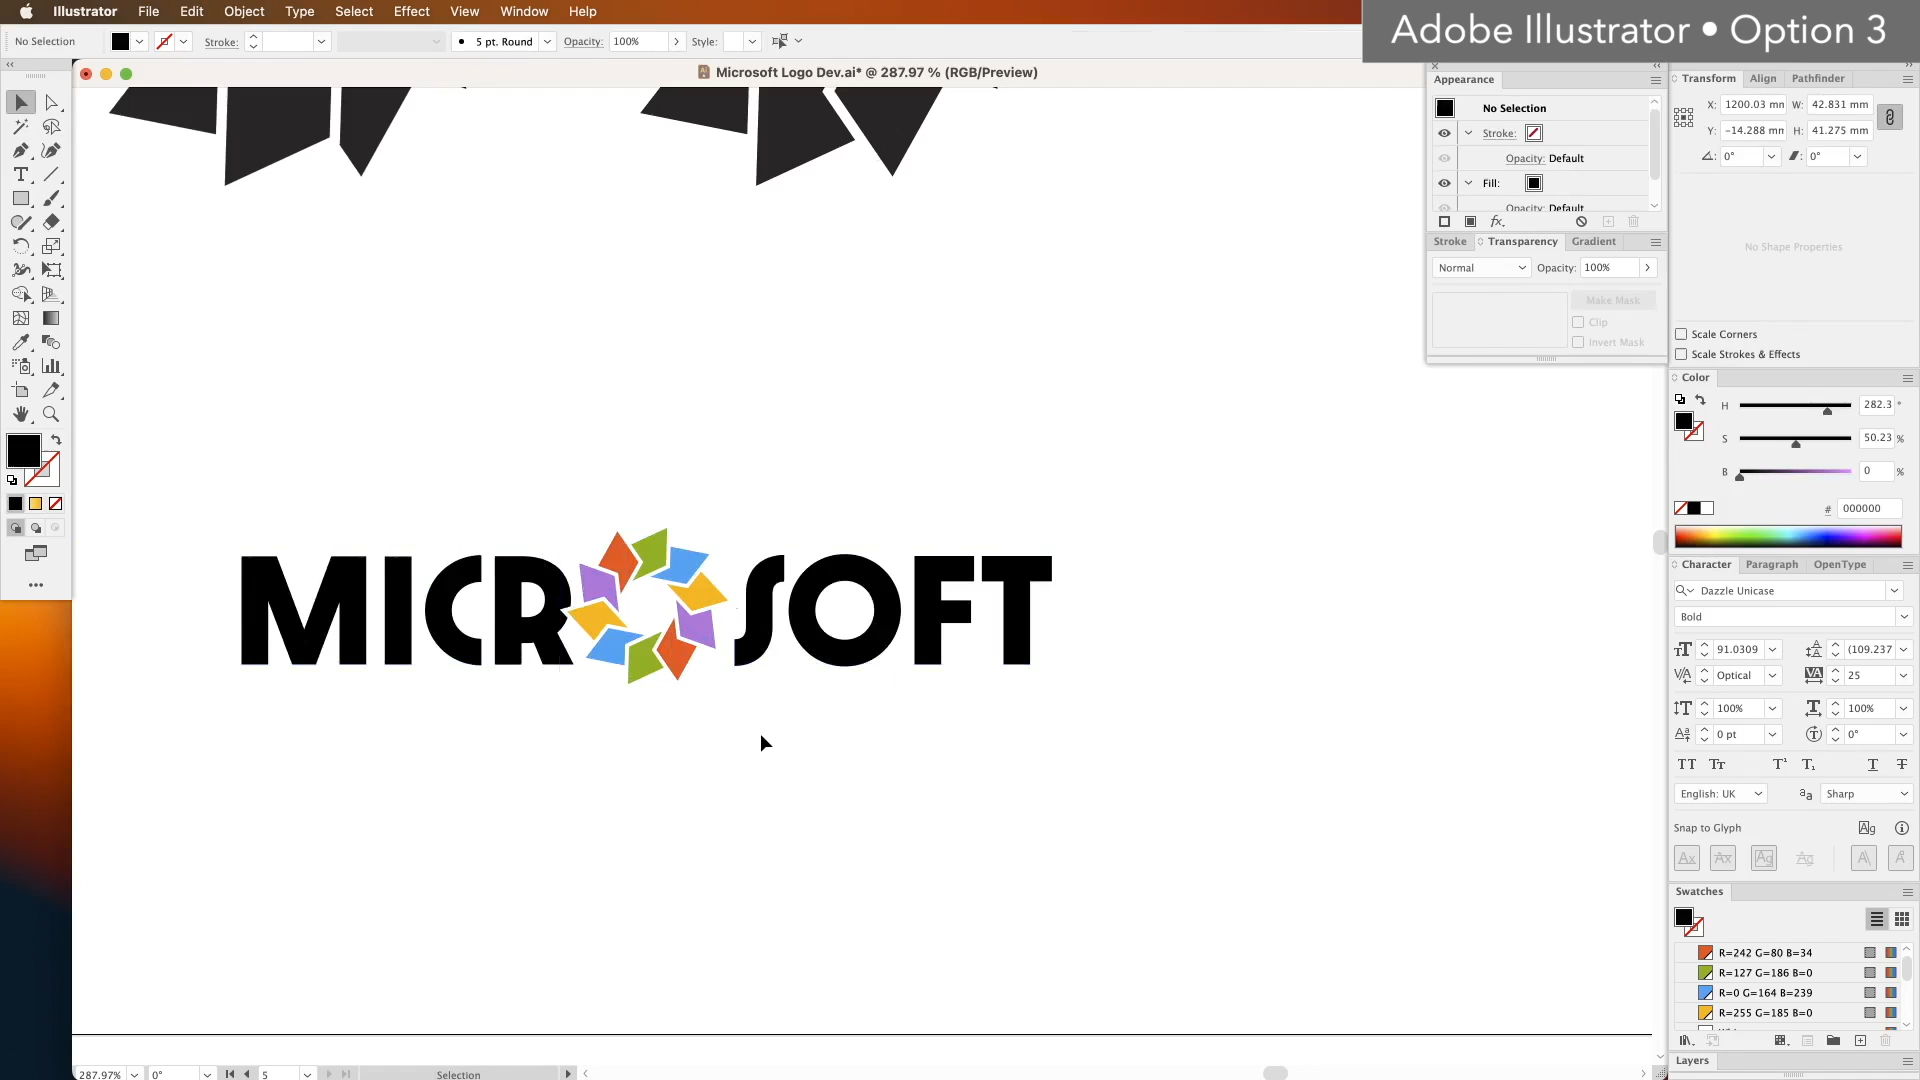 Illustrator File Edit Object Type Select Effect View Window Help
Adobe Illustrator • Option 3
No Selection Stroke: 5 pt. Round Opacity: 100% Style:
Microsoft Logo Dev.ai* @ 287.97 % (RGB/Preview)
Appearance
No Selection
Stroke:
Opacity: Default
Fill:
Opacity: Default
fx.
Stroke Transparency Gradient
Normal Opacity: 100%
Make Mask
Clip
Invert Mask
Transform Align Pathfinder
X: 1200.03 mm W: 42.831 mm
Y: -14.288 mm H: 41.275 mm
0° 0°
No Shape Properties
Scale Corners
Scale Strokes & Effects
Color
H 282.3 °
S 50.23 %
B 0 %
# 000000
Character Paragraph OpenType
Dazzle Unicase
Bold
91.0309 (109.237
Optical 25
100% 100%
0 pt 0°
English: UK Sharp
Snap to Glyph
Swatches
R=242 G=80 B=34
R=127 G=186 B=0
R=0 G=164 B=239
R=255 G=185 B=0
Layers
MICR SOFT
287.97% 0° 5 Selection